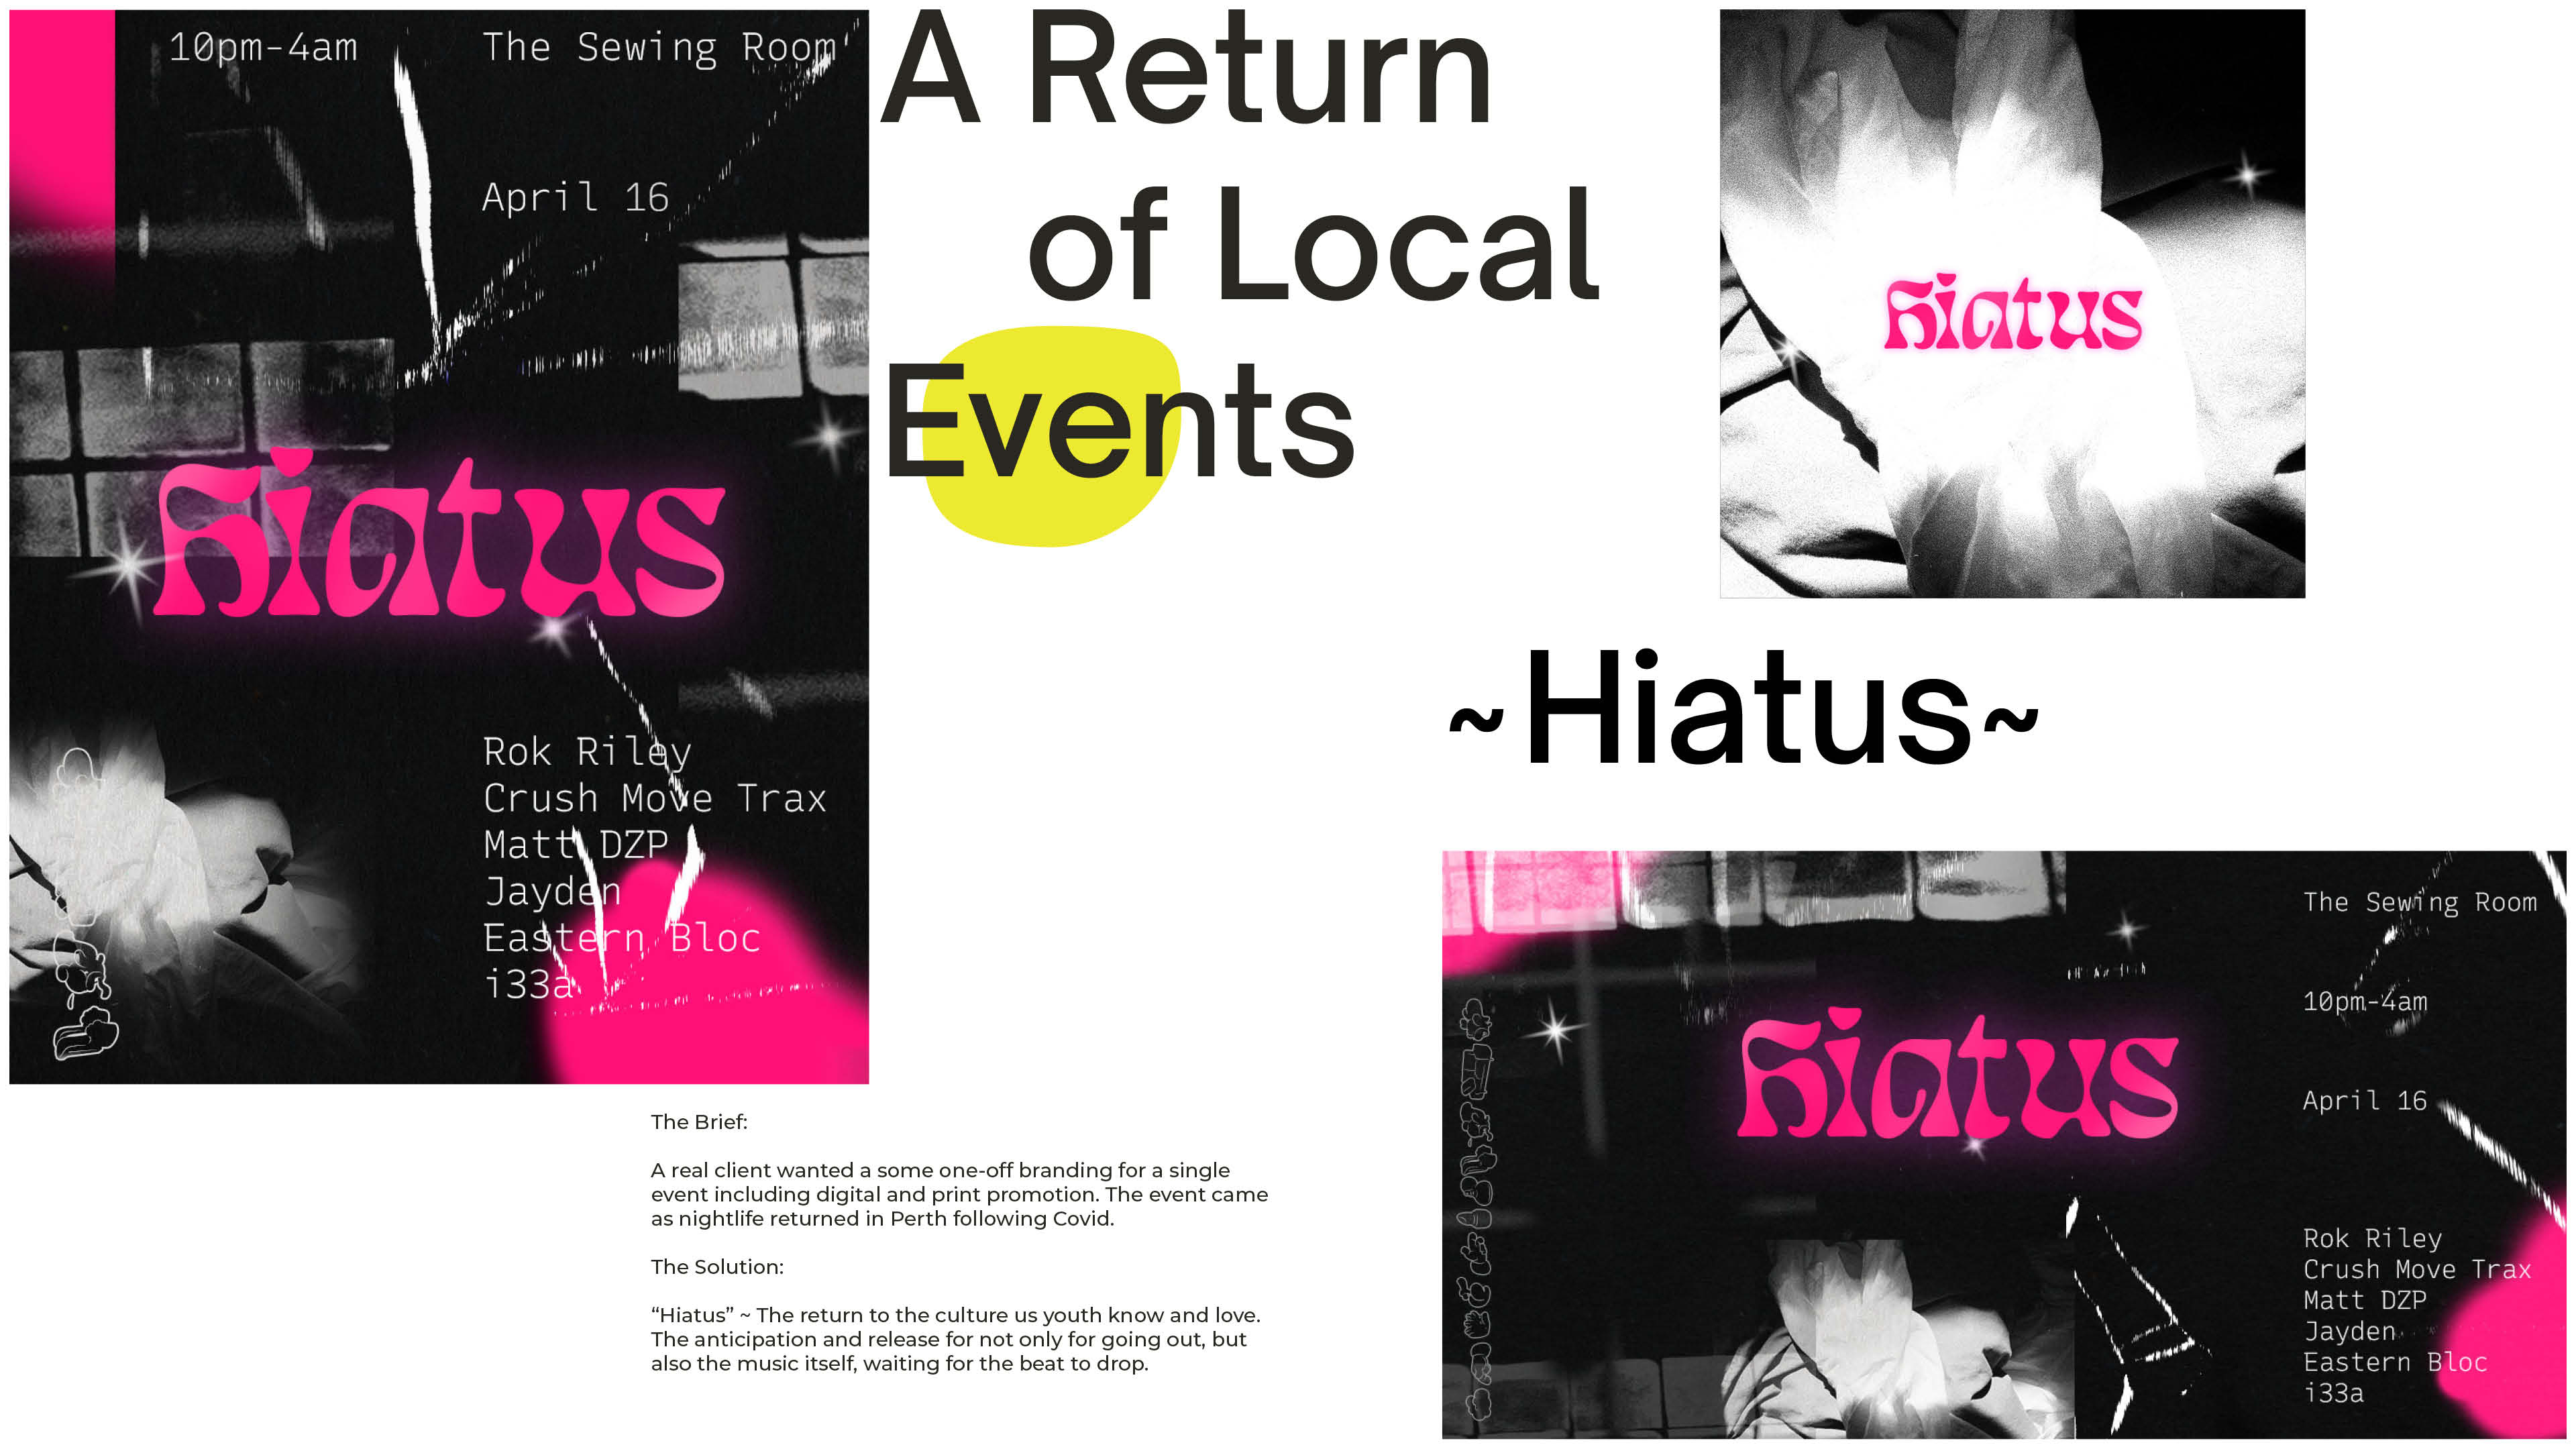 10pm-4am
The Sewing Room
April 16
hiatus
Rok Riley
Crush Move Trax
Matt DZP
Jayden
Eastern Bloc
i33a
A Return
of Local
Events
hiatus
~Hiatus~
The Brief:
A real client wanted a some one-off branding for a single
event including digital and print promotion. The event came
as nightlife returned in Perth following Covid.
The Solution:
“Hiatus” ~ The return to the culture us youth know and love.
The anticipation and release for not only for going out, but
also the music itself, waiting for the beat to drop.
hiatus
The Sewing Room
10pm-4am
April 16
Rok Riley
Crush Move Trax
Matt DZP
Jayden
Eastern Bloc
i33a